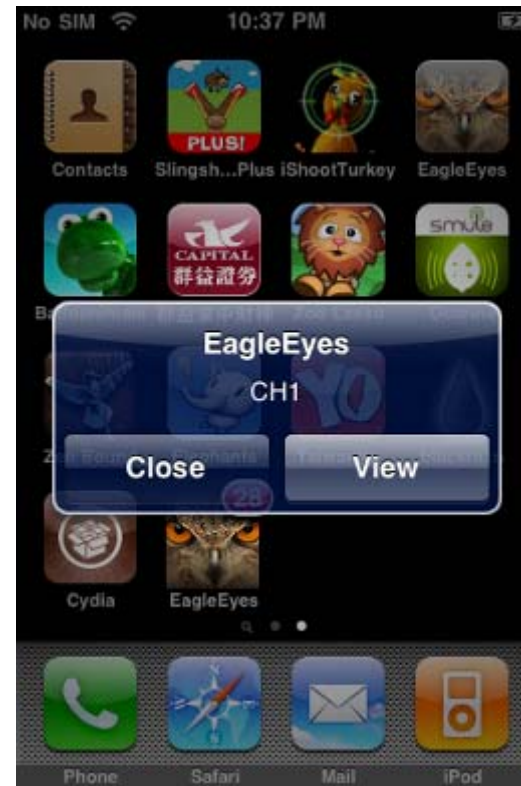 No SIM 10:37 PM
Contacts Slingsh...Plus iShootTurkey EagleEyes
PLUS!
CAPITAL
群益證券
smule
EagleEyes
CH1
YO
Close View
28
Cydia EagleEyes
Phone Safari Mail iPod